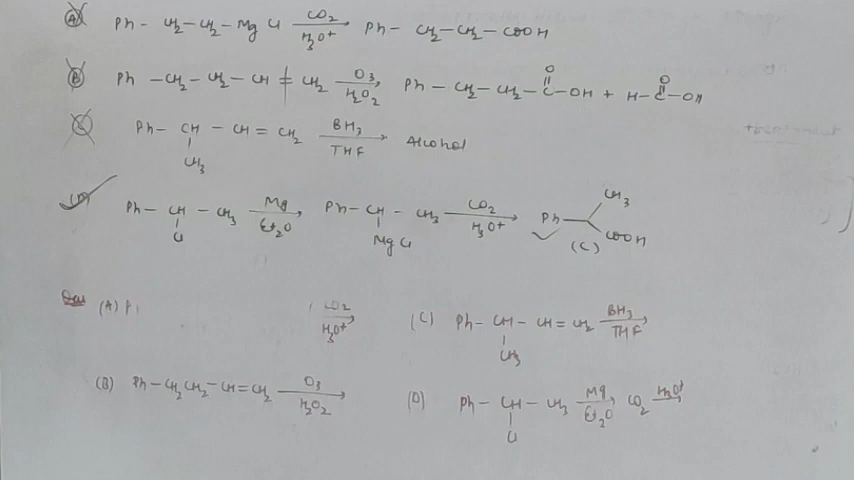 (A) Ph - CH2-CH2-Mg Cl CO2 H3O+ Ph - CH2-CH2-COOH
(B) Ph - CH2-CH2-CH = CH2 O3, H2O2 Ph - CH2-CH2-C-OH + H-C-OH
O O
Ph - CH - CH = CH2 BH3 THF Alcohol
CH3
(D) Ph - CH - CH3 Mg Et2O Ph - CH - CH3 CO2 H3O+ Ph CH3 COOH
Cl MgCl (C)
(A) P CO2 H3O+ (C) Ph - CH - CH = CH2 BH3 THF
CH3
(B) Ph - CH2CH2-CH=CH2 O3 H2O2 (D) Ph - CH - CH3 Mg Et2O, CO2 H3O+
Cl